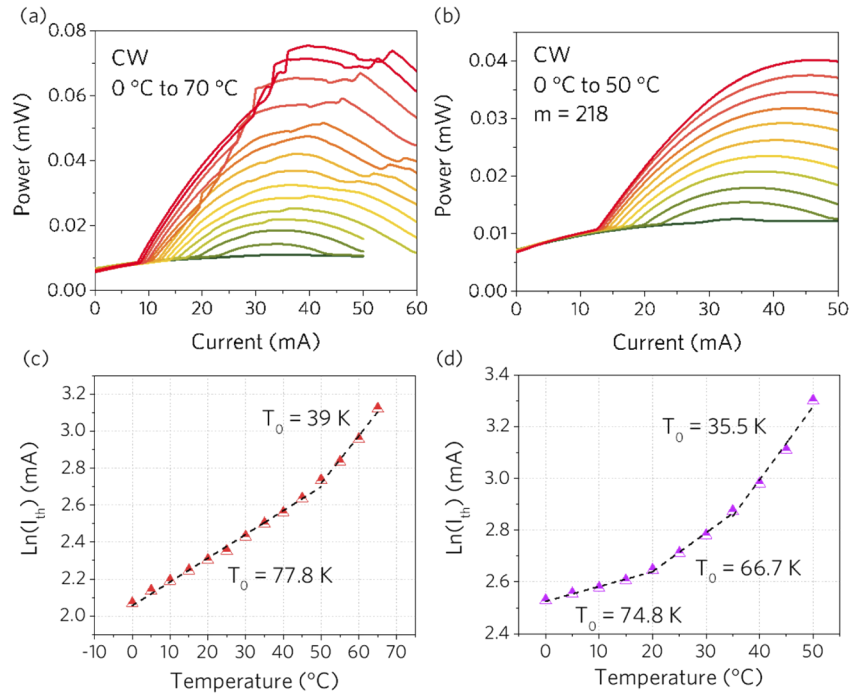 (a)
0.08
0.06
0.04
0.02
0.00
Power (mW)
CW
0 °C to 70 °C
0
10
20
30
40
50
60
Current (mA)
(b)
0.04
0.03
0.02
0.01
0.00
Power (mW)
CW
0 °C to 50 °C
m = 218
0
10
20
30
40
50
Current (mA)
(c)
3.2
3.0
2.8
2.6
2.4
2.2
2.0
Ln(Ith) (mA)
T0 = 39 K
T0 = 77.8 K
-10
0
10
20
30
40
50
60
70
Temperature (°C)
(d)
3.4
3.2
3.0
2.8
2.6
2.4
Ln(Ith) (mA)
T0 = 35.5 K
T0 = 66.7 K
T0 = 74.8 K
0
10
20
30
40
50
Temperature (°C)